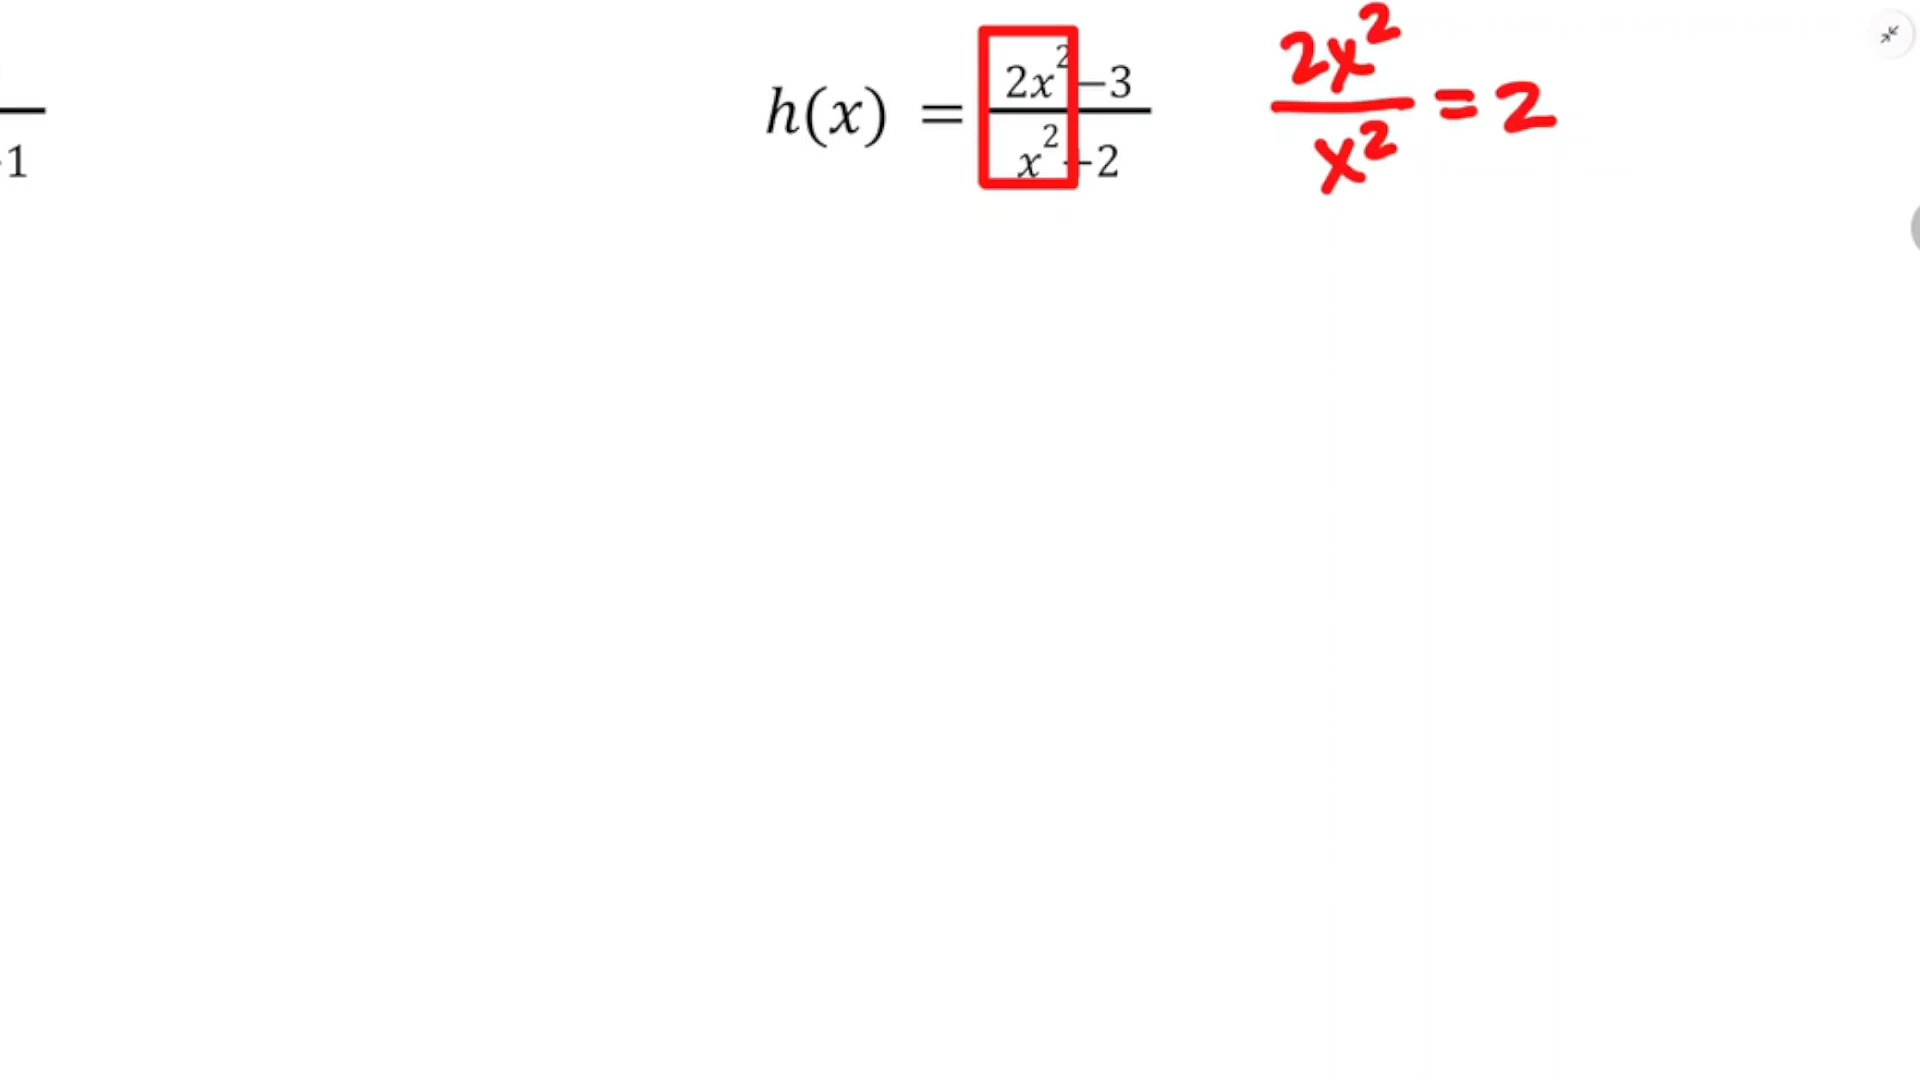 -1
h(x) = (2x²-3)/(x²-2)
2x²/x² = 2